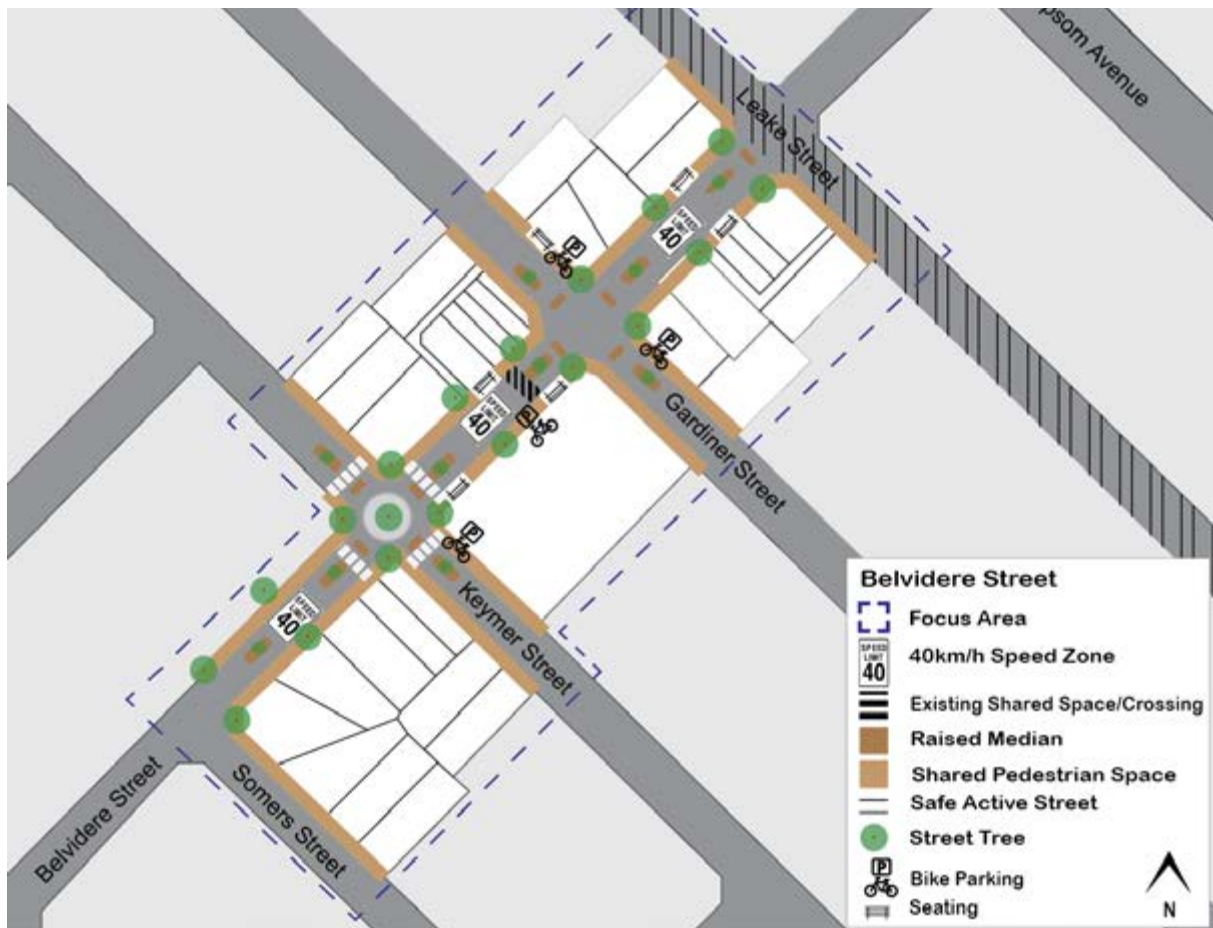 psom Avenue
Leake Street
SPEED
LIMIT
40
P
P
Gardiner Street
SPEED
LIMIT
40
P
P
Keymer Street
SPEED
LIMIT
40
Belvidere Street
Somers Street
Belvidere Street
Focus Area
SPEED
LIMIT
40
40km/h Speed Zone
Existing Shared Space/Crossing
Raised Median
Shared Pedestrian Space
Safe Active Street
Street Tree
P
Bike Parking
Seating
N